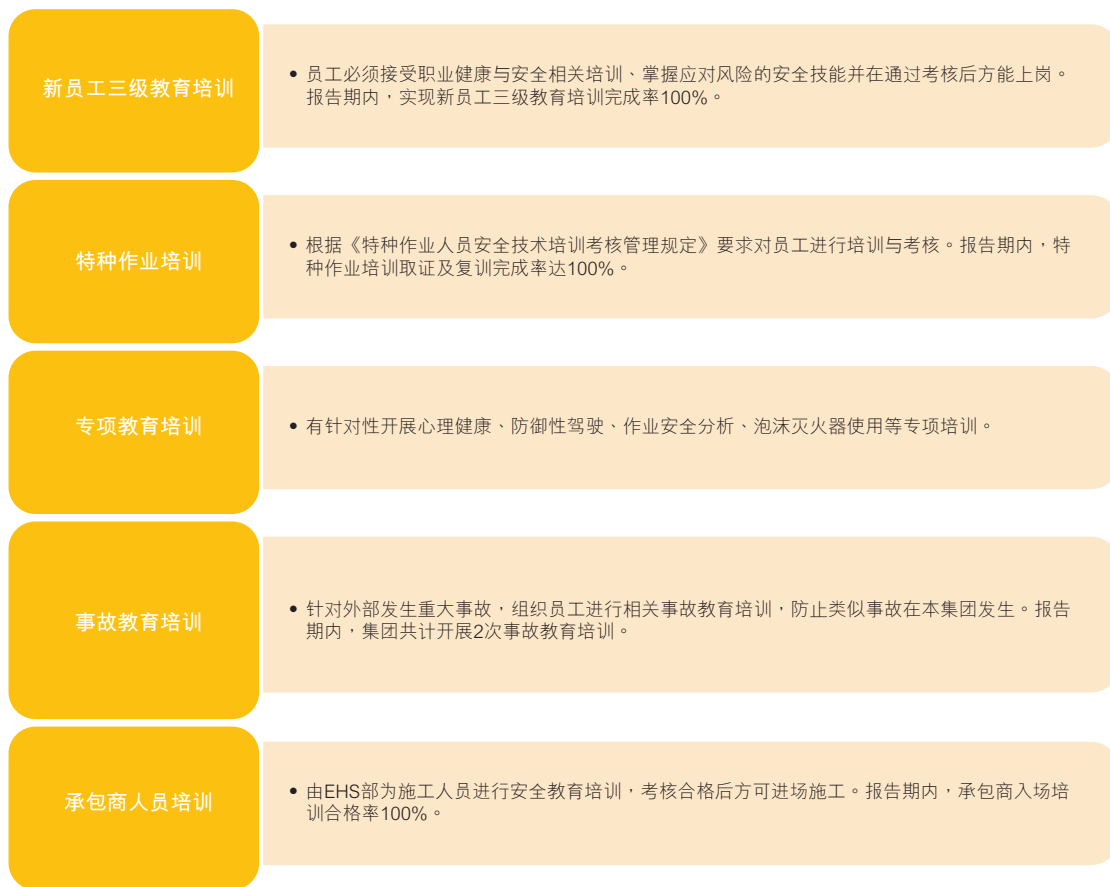 新员工三级教育培训
• 员工必须接受职业健康与安全相关培训、掌握应对风险的安全技能并在通过考核后方能上岗。
报告期内，实现新员工三级教育培训完成率100%。
特种作业培训
• 根据《特种作业人员安全技术培训考核管理规定》要求对员工进行培训与考核。报告期内，特
种作业培训取证及复训完成率达100%。
专项教育培训
• 有针对性开展心理健康、防御性驾驶、作业安全分析、泡沫灭火器使用等专项培训。
事故教育培训
• 针对外部发生重大事故，组织员工进行相关事故教育培训，防止类似事故在本集团发生。报告
期内，集团共计开展2次事故教育培训。
承包商人员培训
• 由EHS部为施工人员进行安全教育培训，考核合格后方可进场施工。报告期内，承包商入场培
训合格率100%。